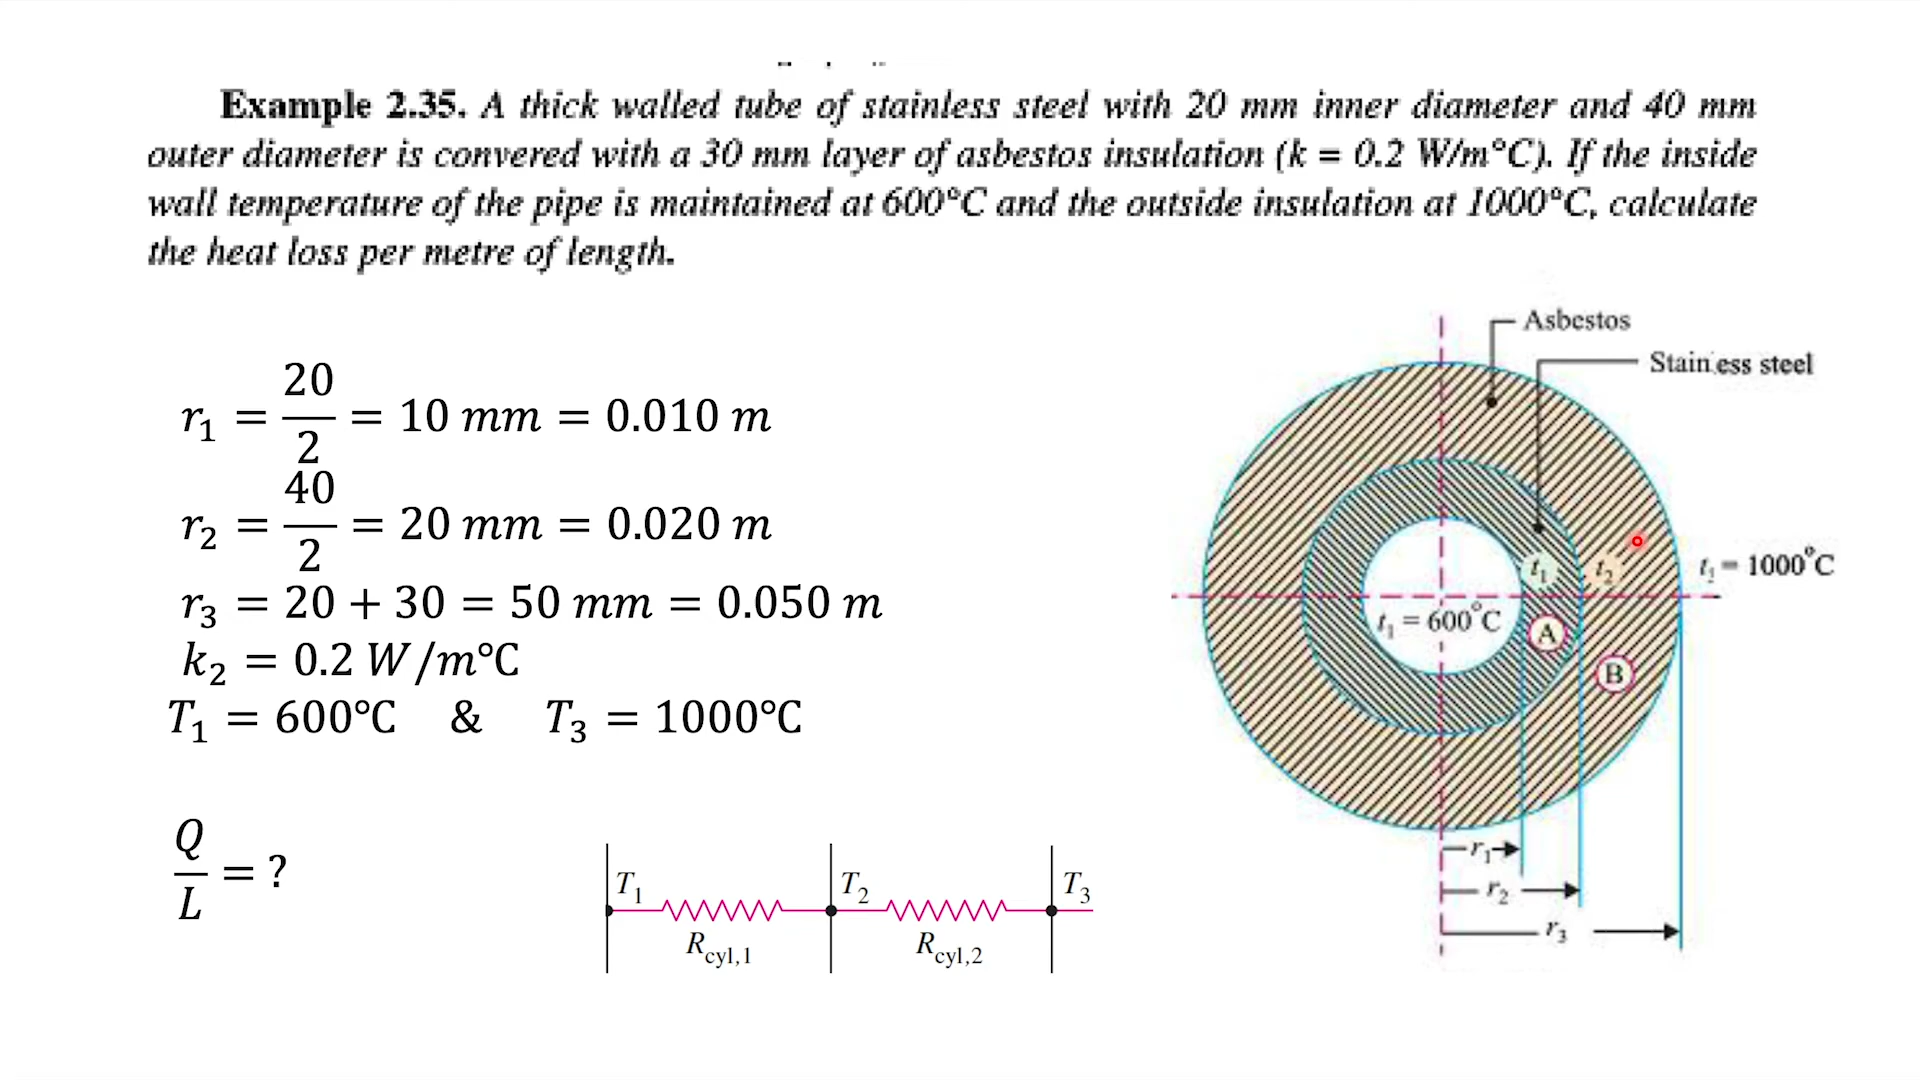 Example 2.35. A thick walled tube of stainless steel with 20 mm inner diameter and 40 mm
outer diameter is convered with a 30 mm layer of asbestos insulation (k = 0.2 W/m°C). If the inside
wall temperature of the pipe is maintained at 600°C and the outside insulation at 1000°C, calculate
the heat loss per metre of length.
r₁ = 20/2 = 10 mm = 0.010 m
r₂ = 40/2 = 20 mm = 0.020 m
r₃ = 20 + 30 = 50 mm = 0.050 m
k₂ = 0.2 W/m℃
T₁ = 600℃ & T₃ = 1000℃
Q/L = ?
T₁ T₂ T₃
Rcyl,1 Rcyl,2
Asbestos
Stain ess steel
t₁ t₂
= 1000°C
t₁ = 600°C
A
B
r₁
r₂
r₃